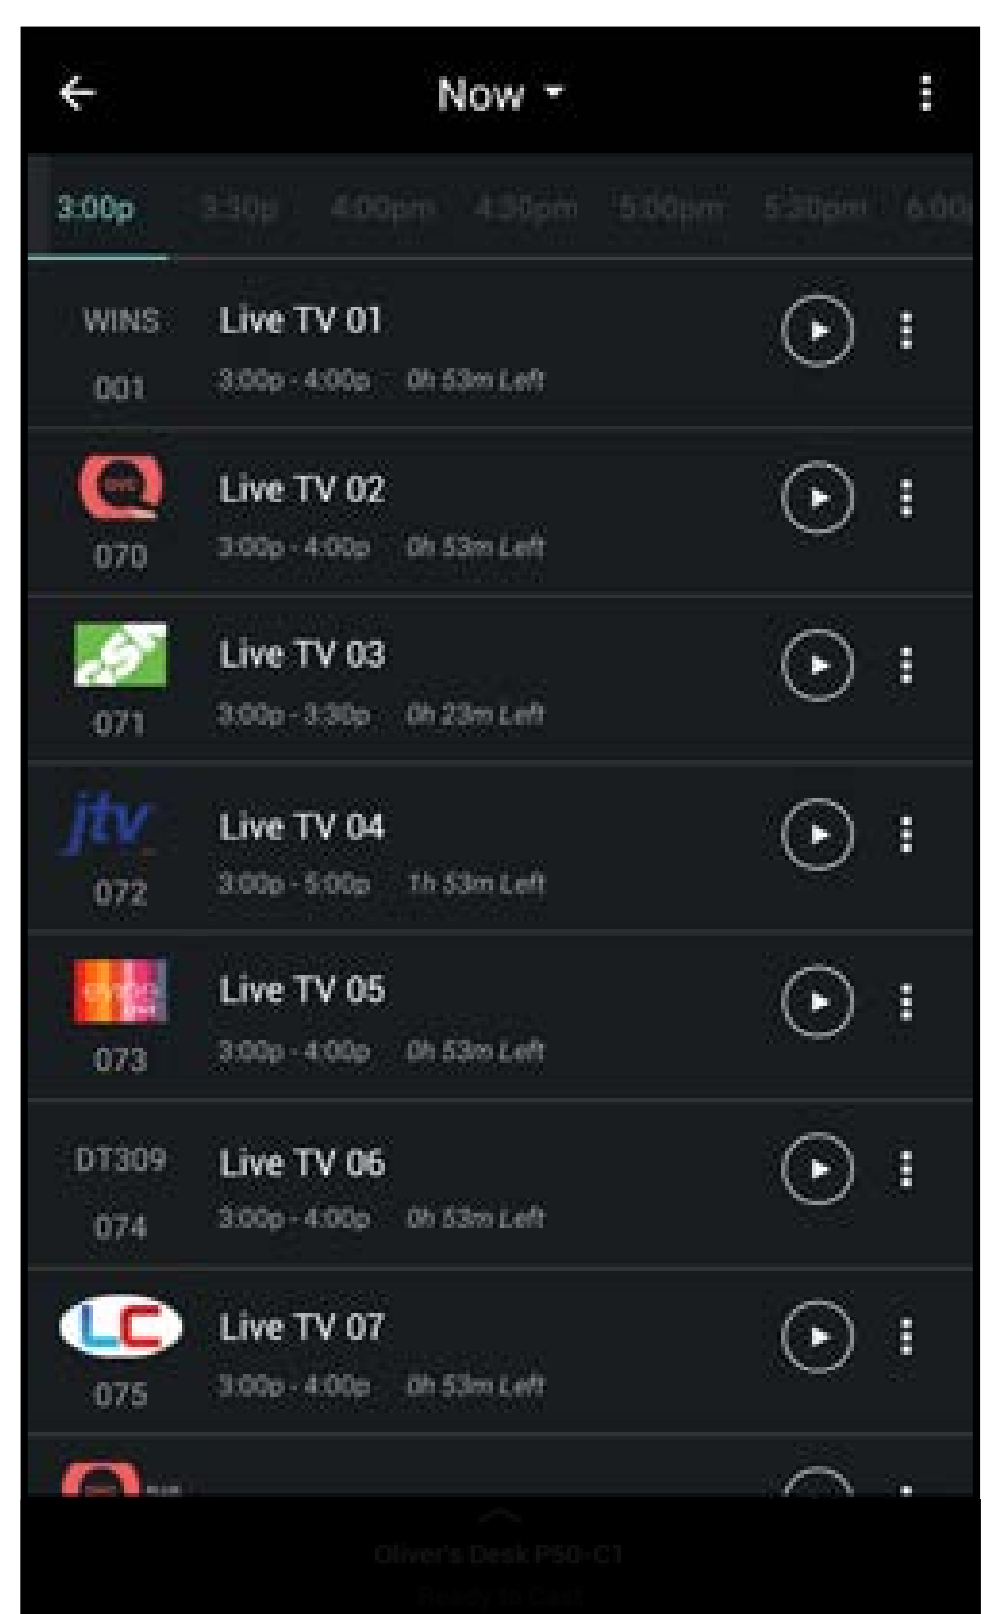 Now
3:00p 3:30p 4:00pm 4:30pm 5:00pm 5:30pm
WINS Live TV 01
001 3:00p - 4:00p 0h 53m Left
QVC Live TV 02
070 3:00p - 4:00p 0h 53m Left
Live TV 03
071 3:00p - 3:30p 0h 23m Left
jtv Live TV 04
072 3:00p - 5:00p 1h 53m Left
Live TV 05
073 3:00p - 4:00p 0h 53m Left
DT309 Live TV 06
074 3:00p - 4:00p 0h 53m Left
LC Live TV 07
075 3:00p - 4:00p 0h 53m Left
Oliver's Desk P50-C1
Ready to Cast